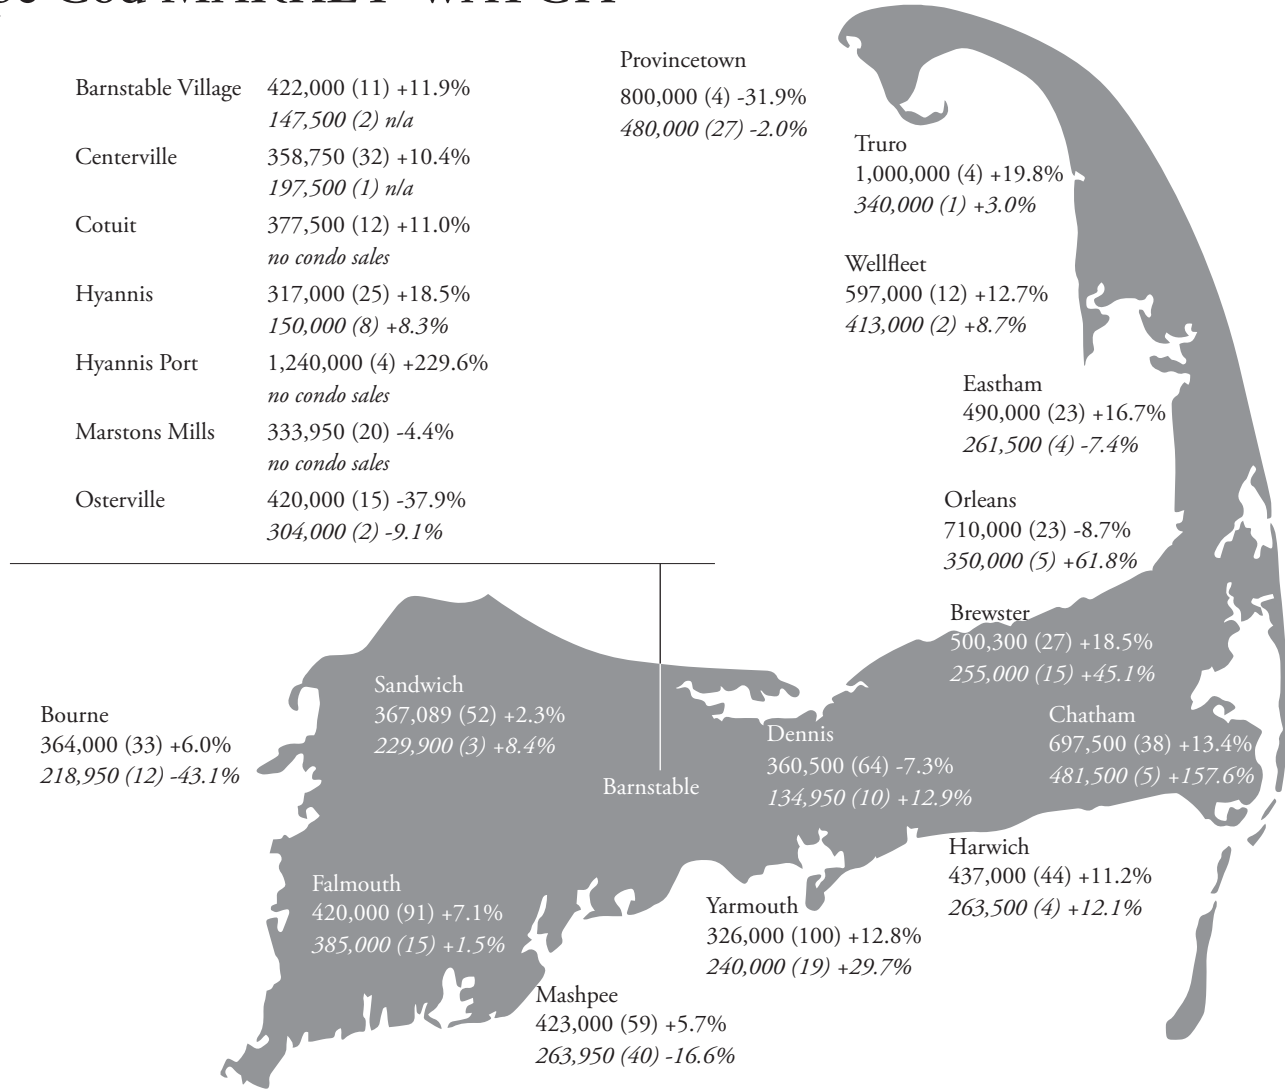 MARKET WATCH
Barnstable Village 422,000 (11) +11.9%
147,500 (2) n/a
Centerville 358,750 (32) +10.4%
197,500 (1) n/a
Cotuit 377,500 (12) +11.0%
no condo sales
Hyannis 317,000 (25) +18.5%
150,000 (8) +8.3%
Hyannis Port 1,240,000 (4) +229.6%
no condo sales
Marstons Mills 333,950 (20) -4.4%
no condo sales
Osterville 420,000 (15) -37.9%
304,000 (2) -9.1%
Provincetown
800,000 (4) -31.9%
480,000 (27) -2.0%
Truro
1,000,000 (4) +19.8%
340,000 (1) +3.0%
Wellfleet
597,000 (12) +12.7%
413,000 (2) +8.7%
Eastham
490,000 (23) +16.7%
261,500 (4) -7.4%
Orleans
710,000 (23) -8.7%
350,000 (5) +61.8%
Brewster
500,300 (27) +18.5%
255,000 (15) +45.1%
Chatham
697,500 (38) +13.4%
481,500 (5) +157.6%
Sandwich
367,089 (52) +2.3%
229,900 (3) +8.4%
Bourne
364,000 (33) +6.0%
218,950 (12) -43.1%
Barnstable
Dennis
360,500 (64) -7.3%
134,950 (10) +12.9%
Harwich
437,000 (44) +11.2%
263,500 (4) +12.1%
Falmouth
420,000 (91) +7.1%
385,000 (15) +1.5%
Yarmouth
326,000 (100) +12.8%
240,000 (19) +29.7%
Mashpee
423,000 (59) +5.7%
263,950 (40) -16.6%